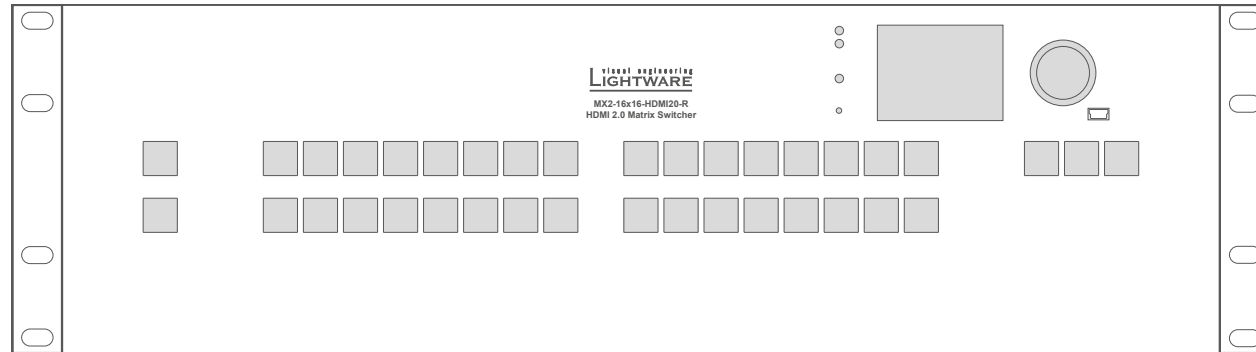 visual engineering
LIGHTWARE
MX2-16x16-HDMI20-R
HDMI 2.0 Matrix Switcher